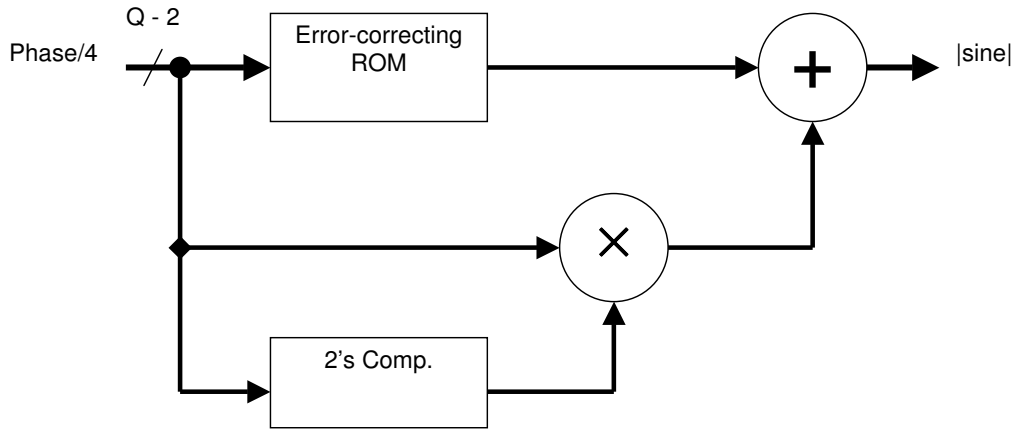 Q - 2
Phase/4
Error-correcting
ROM
+
|sine|
×
2's Comp.